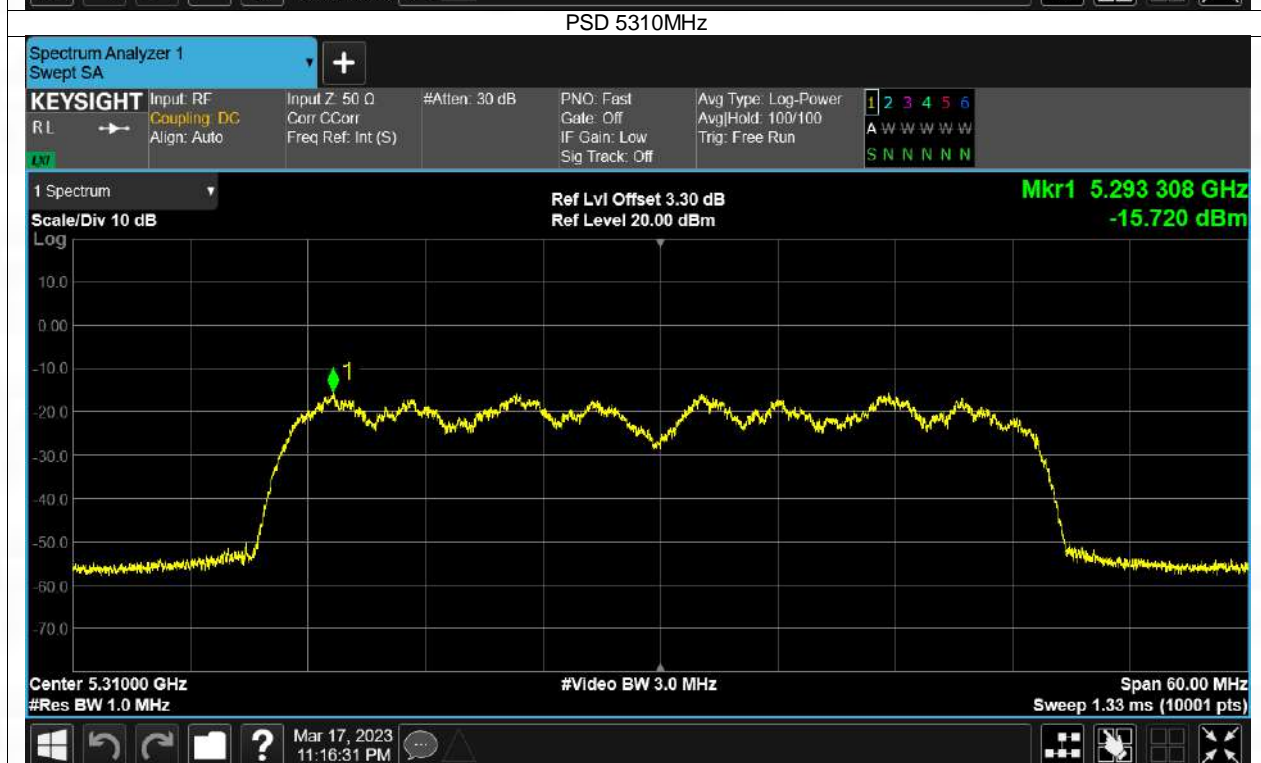 PSD 5310MHz
Spectrum Analyzer 1
Swept SA
KEYSIGHT
RL
LXI
Input: RF
Coupling: DC
Align: Auto
Input Z: 50 Ω
Corr CCorr
Freq Ref: Int (S)
#Atten: 30 dB
PNO: Fast
Gate: Off
IF Gain: Low
Sig Track: Off
Avg Type: Log-Power
Avg|Hold: 100/100
Trig: Free Run
1 2 3 4 5 6
A W W W W W
S N N N N N
1 Spectrum
Scale/Div 10 dB
Log
Ref Lvl Offset 3.30 dB
Ref Level 20.00 dBm
Mkr1 5.293 308 GHz
-15.720 dBm
10.0
0.00
-10.0
-20.0
-30.0
-40.0
-50.0
-60.0
-70.0
1
Center 5.31000 GHz
#Res BW 1.0 MHz
#Video BW 3.0 MHz
Span 60.00 MHz
Sweep 1.33 ms (10001 pts)
?
Mar 17, 2023
11:16:31 PM